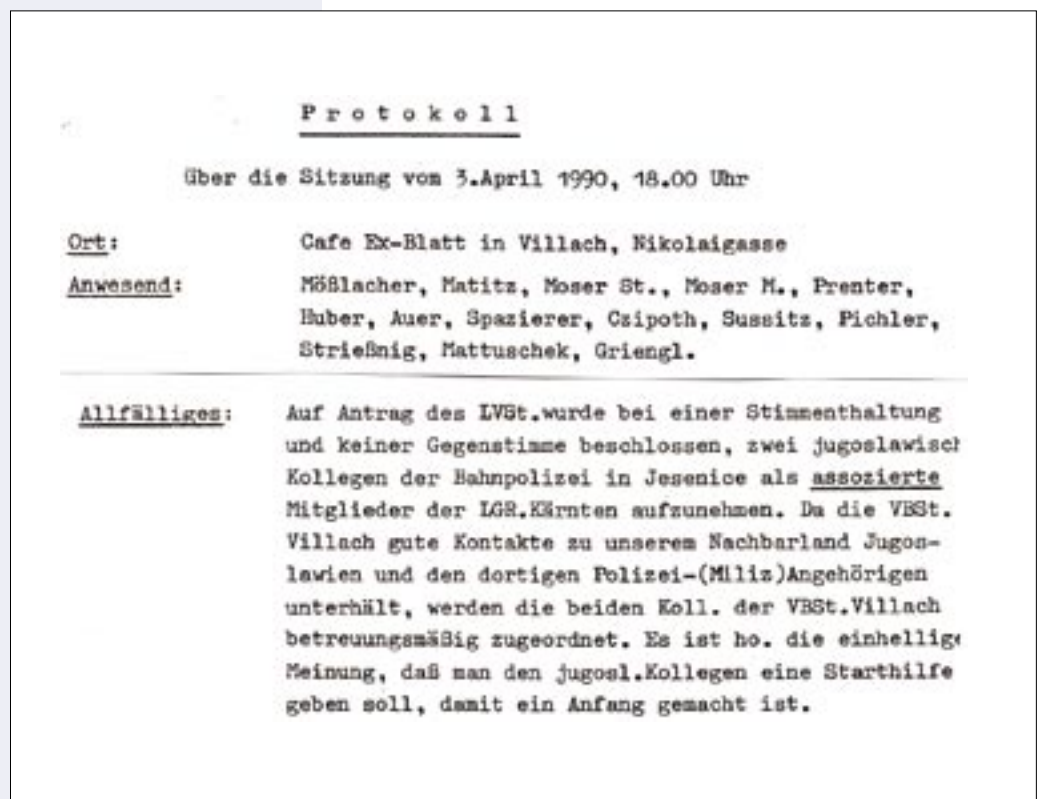 Protokoll
über die Sitzung vom 3.April 1990, 18.00 Uhr
Ort: Cafe Ex-Blatt in Villach, Nikolaigasse
Anwesend: Mößlacher, Matitz, Moser St., Moser M., Prenter,
Huber, Auer, Spazierer, Czipoth, Sussitz, Pichler,
Strießnig, Mattuschek, Griengl.
Allfälliges: Auf Antrag des LVSt.wurde bei einer Stimmenthaltung
und keiner Gegenstimme beschlossen, zwei jugoslawisch
Kollegen der Bahnpolizei in Jesenice als assozierte
Mitglieder der LGR.Kärnten aufzunehmen. Da die VBSt.
Villach gute Kontakte zu unserem Nachbarland Jugos-
lawien und den dortigen Polizei-(Miliz)Angehörigen
unterhält, werden die beiden Koll. der VBSt.Villach
betreuungsmäßig zugeordnet. Es ist ho. die einhellige
Meinung, daß man den jugosl.Kollegen eine Starthilfe
geben soll, damit ein Anfang gemacht ist.